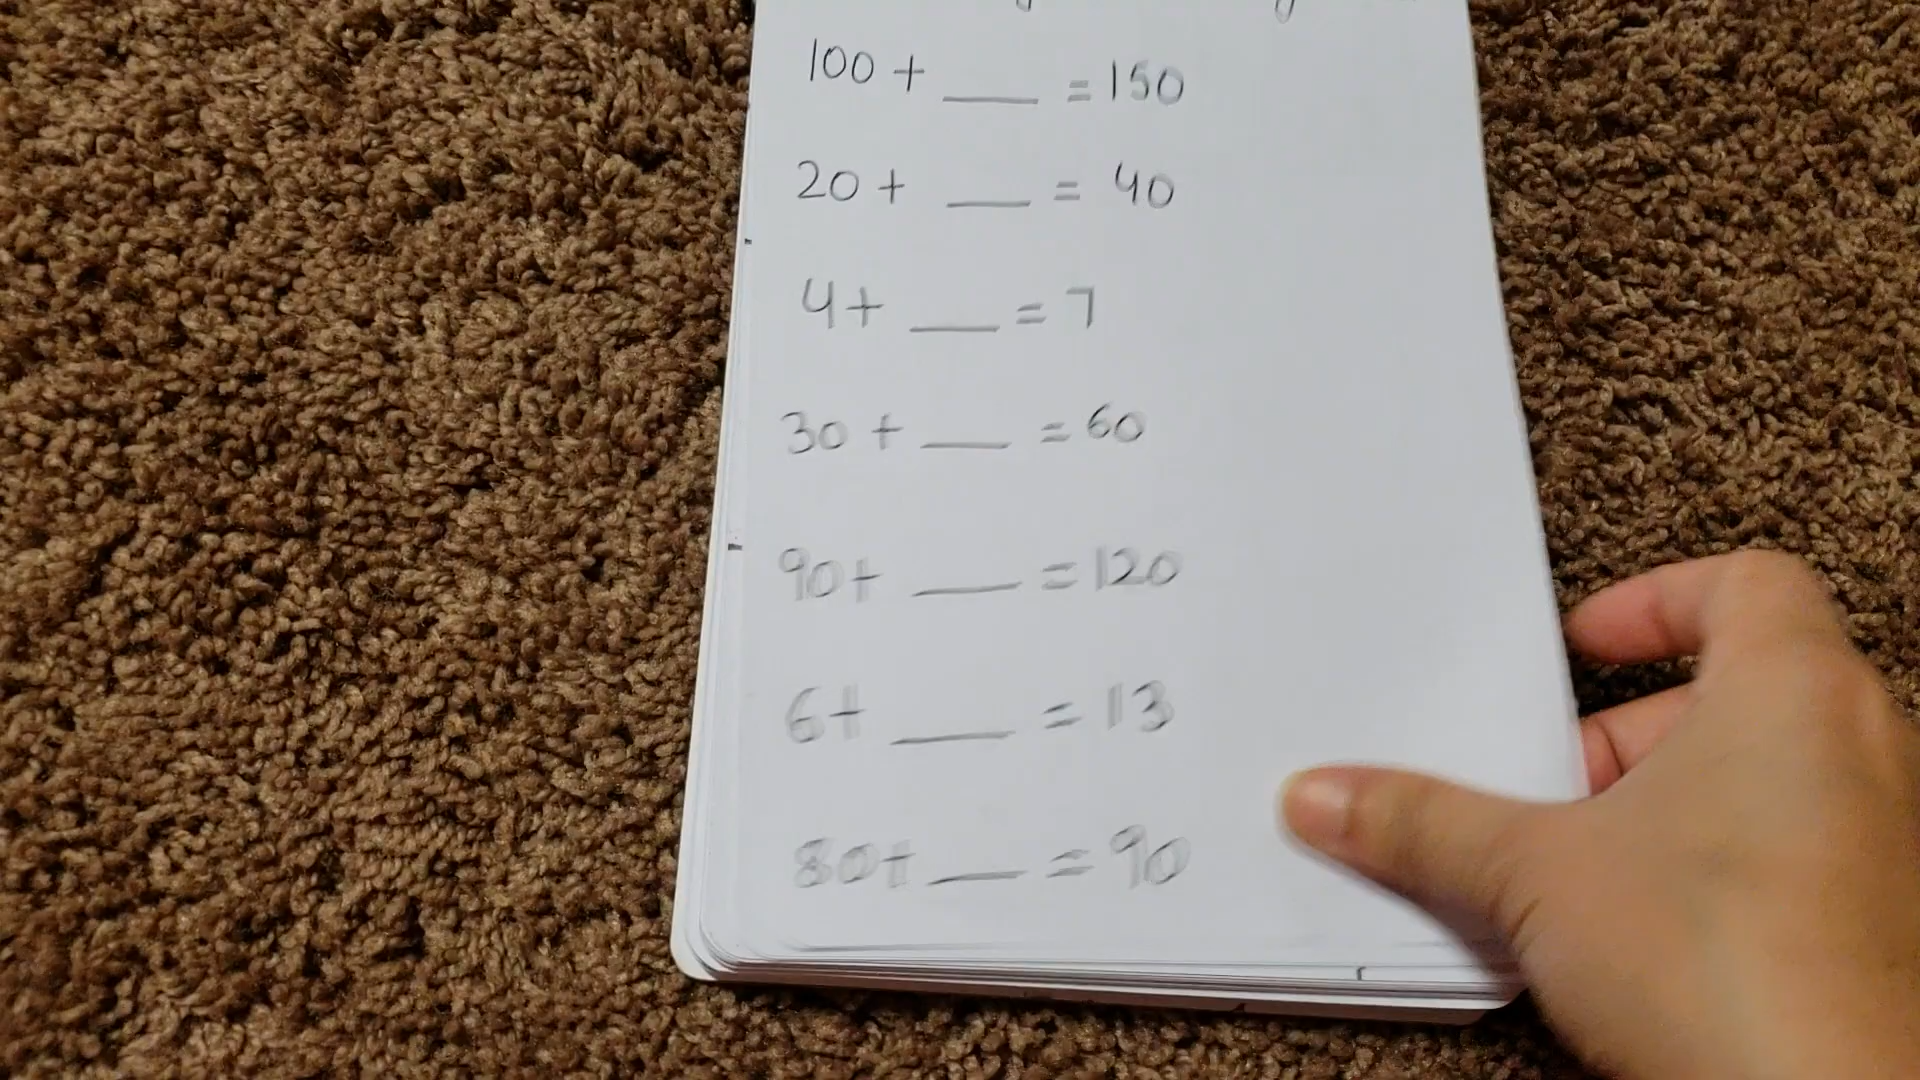 100 + ___ = 150
20 + ___ = 40
4 + ___ = 7
30 + ___ = 60
90 + ___ = 120
6 + ___ = 13
80 + ___ = 90